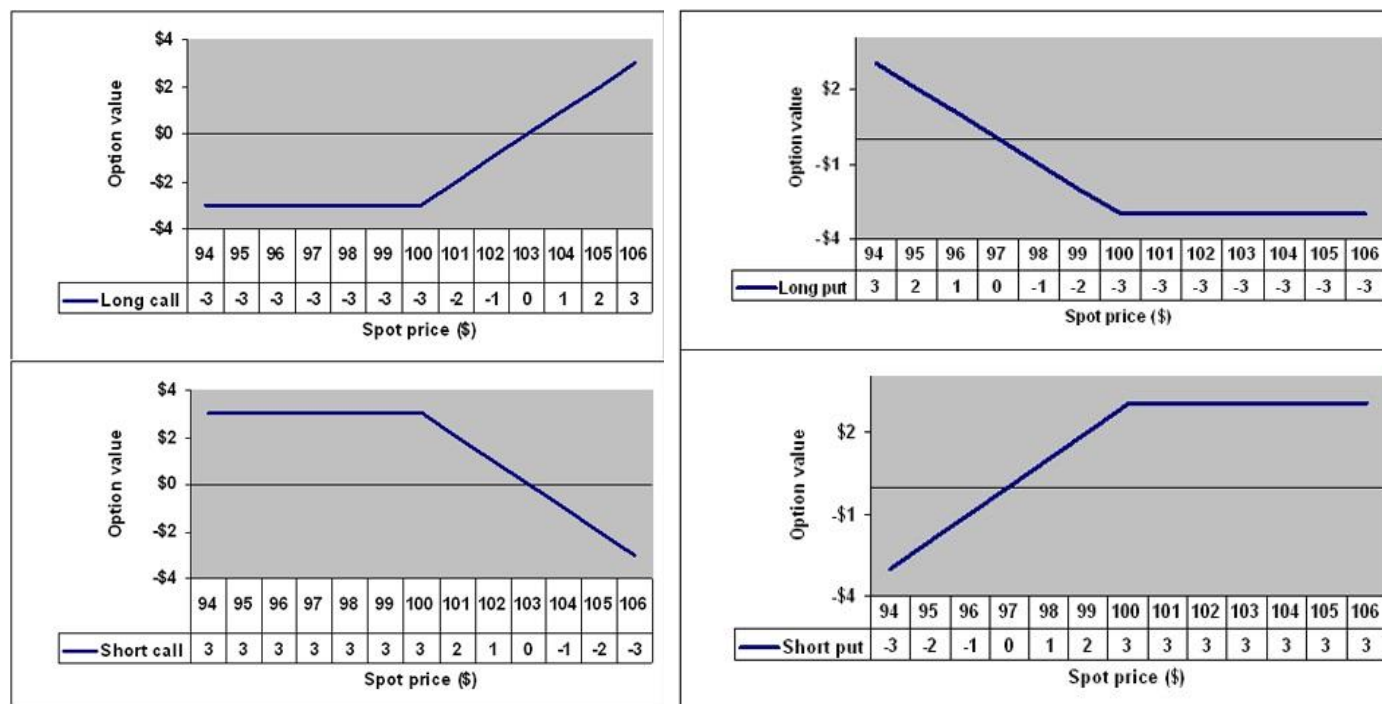 $4
$2
$0
-$2
-$4
Option value
94 95 96 97 98 99 100 101 102 103 104 105 106
Long call -3 -3 -3 -3 -3 -3 -3 -2 -1 0 1 2 3
Spot price ($)
$2
-$1
-$4
Option value
94 95 96 97 98 99 100 101 102 103 104 105 106
Long put 3 2 1 0 -1 -2 -3 -3 -3 -3 -3 -3 -3
Spot price ($)
$4
$2
$0
-$2
-$4
Option value
94 95 96 97 98 99 100 101 102 103 104 105 106
Short call 3 3 3 3 3 3 3 2 1 0 -1 -2 -3
Spot price ($)
$2
-$1
-$4
Option value
94 95 96 97 98 99 100 101 102 103 104 105 106
Short put -3 -2 -1 0 1 2 3 3 3 3 3 3 3
Spot price ($)